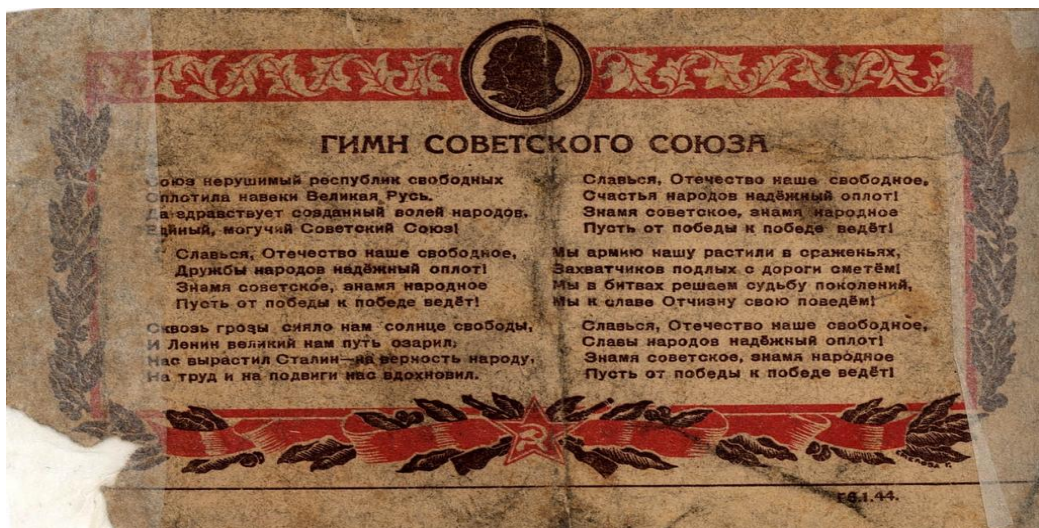 ГИМН СОВЕТСКОГО СОЮЗА
Союз нерушимый республик свободных
Сплотила навеки Великая Русь.
Да здравствует созданный волей народов.
Единый, могучий Советский Союз!
Славься, Отечество наше свободное,
Дружбы народов надёжный оплот!
Знамя советское, знамя народное
Пусть от победы к победе ведёт!
Сквозь грозы сияло нам солнце свободы,
И Ленин великий нам путь озарил;
Нас вырастил Сталин—на верность народу,
На труд и на подвиги нас вдохновил.
Славься, Отечество наше свободное,
Счастья народов надёжный оплот!
Знамя советское, знамя народное
Пусть от победы к победе ведёт!
Мы армию нашу растили в сраженьях,
Захватчиков подлых с дороги сметём!
Мы в битвах решаем судьбу поколений,
Мы к славе Отчизну свою поведём!
Славься, Отечество наше свободное,
Славы народов надёжный оплот!
Знамя советское, знамя народное
Пусть от победы к победе ведёт!